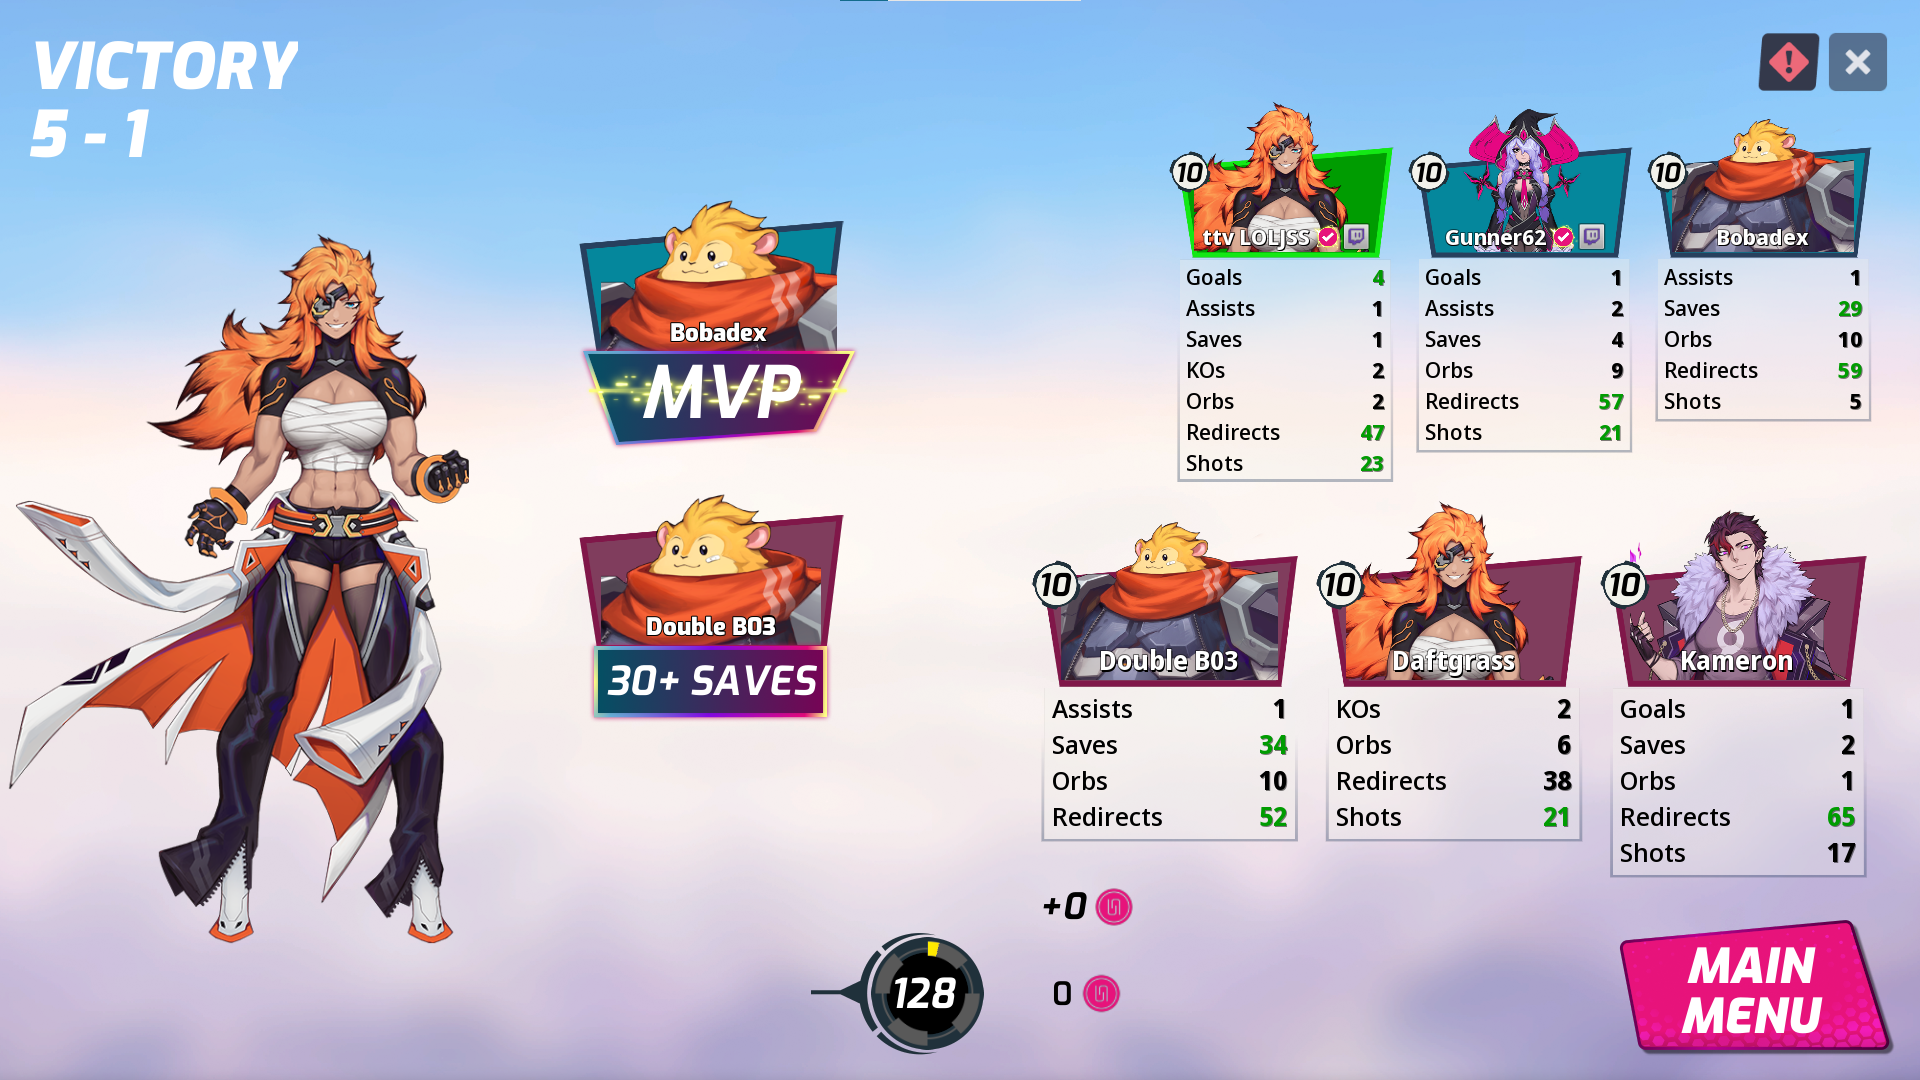 VICTORY
5 - 1
Bobadex
MVP
Double B03
30+ SAVES
10
ttv LOLJSS
Goals 4
Assists 1
Saves 1
KOs 2
Orbs 2
Redirects 47
Shots 23
10
Gunner62
Goals 1
Assists 2
Saves 4
Orbs 9
Redirects 57
Shots 21
10
Bobadex
Assists 1
Saves 29
Orbs 10
Redirects 59
Shots 5
10
Double B03
Assists 1
Saves 34
Orbs 10
Redirects 52
10
Daftgrass
KOs 2
Orbs 6
Redirects 38
Shots 21
10
Kameron
Goals 1
Saves 2
Orbs 1
Redirects 65
Shots 17
+0
128
0
MAIN
MENU